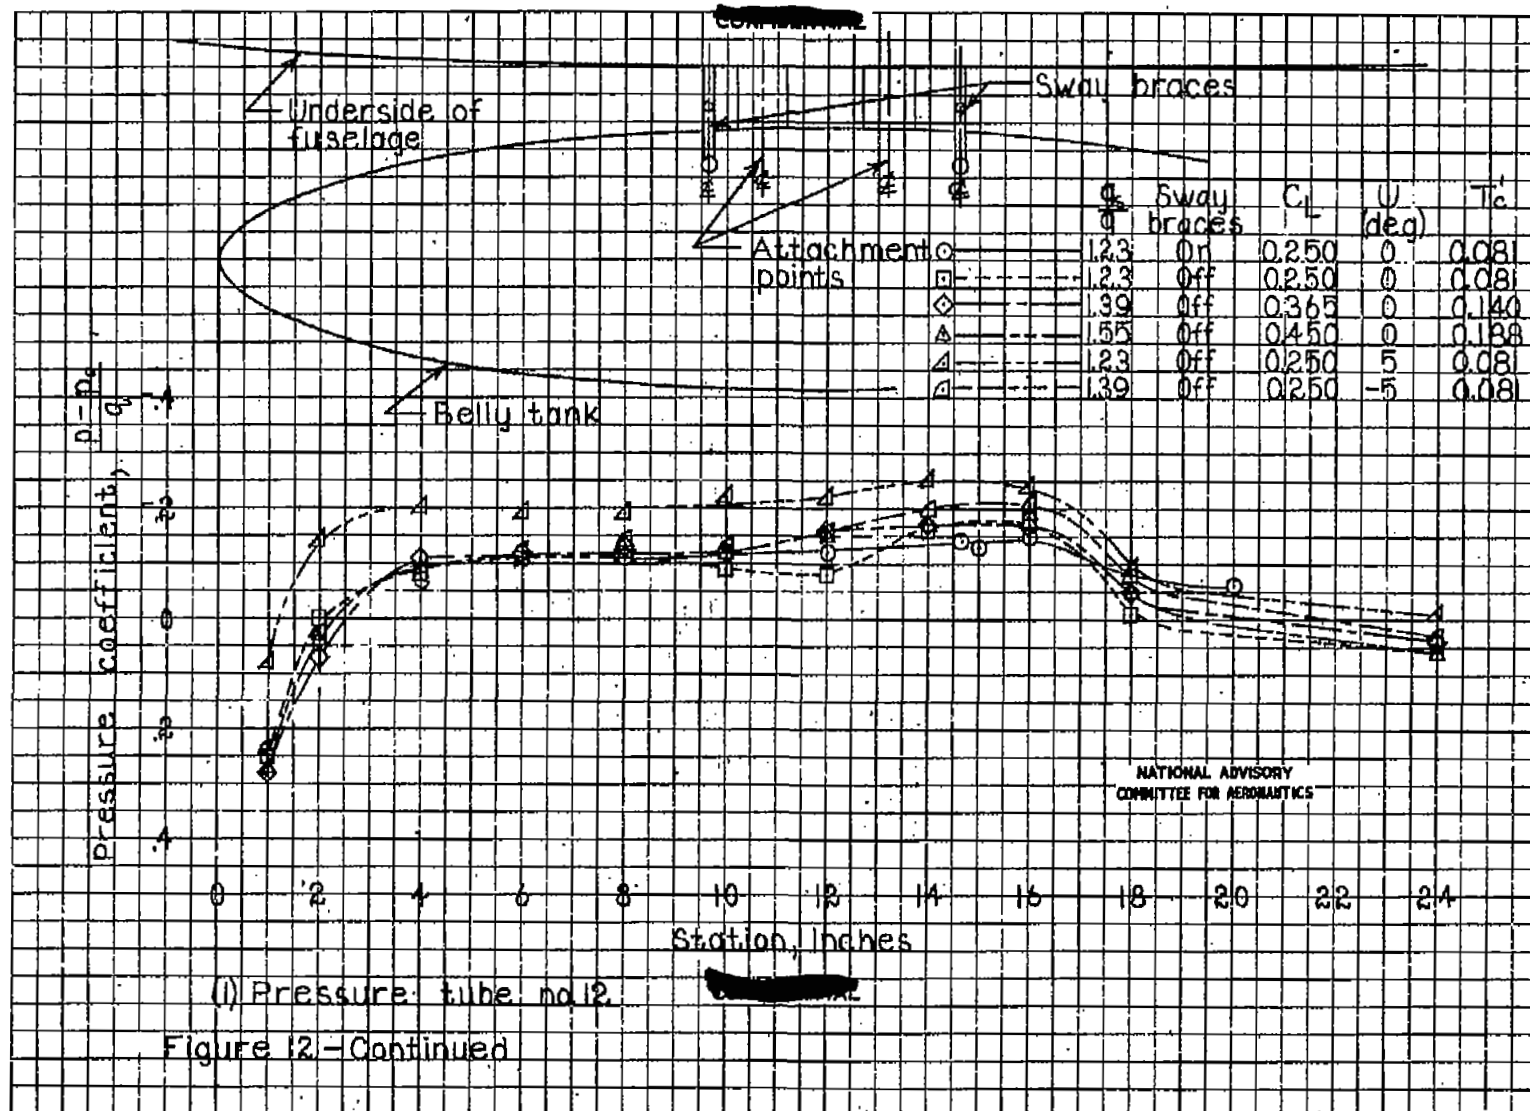 Underside of
fuselage
Sway braces
Attachment
points
Belly tank
qs/q Sway braces CL ψ (deg) Tc'
1.23 On 0.250 0 0.081
1.23 Off 0.250 0 0.081
1.39 Off 0.365 0 0.140
1.55 Off 0.450 0 0.188
1.23 Off 0.250 5 0.081
1.39 Off 0.250 -5 0.081
Pressure coefficient, p-po/q
-.4
-.2
0
.2
.4
0 2 4 6 8 10 12 14 16 18 20 22 24
Station, inches
NATIONAL ADVISORY
COMMITTEE FOR AERONAUTICS
(l) Pressure tube no. 12
Figure 12 - Continued